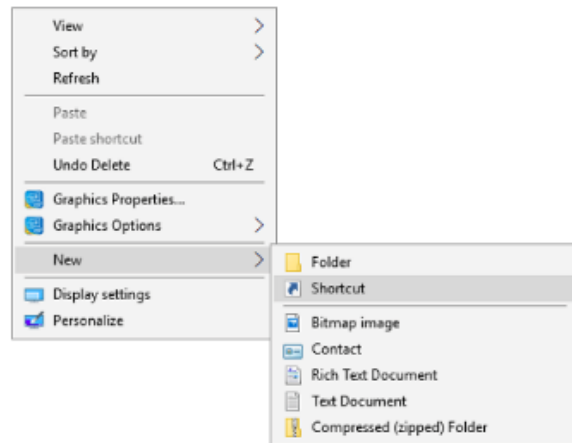 View
Sort by
Refresh
Paste
Paste shortcut
Undo Delete Ctrl+Z
Graphics Properties...
Graphics Options
New
Display settings
Personalize
Folder
Shortcut
Bitmap image
Contact
Rich Text Document
Text Document
Compressed (zipped) Folder